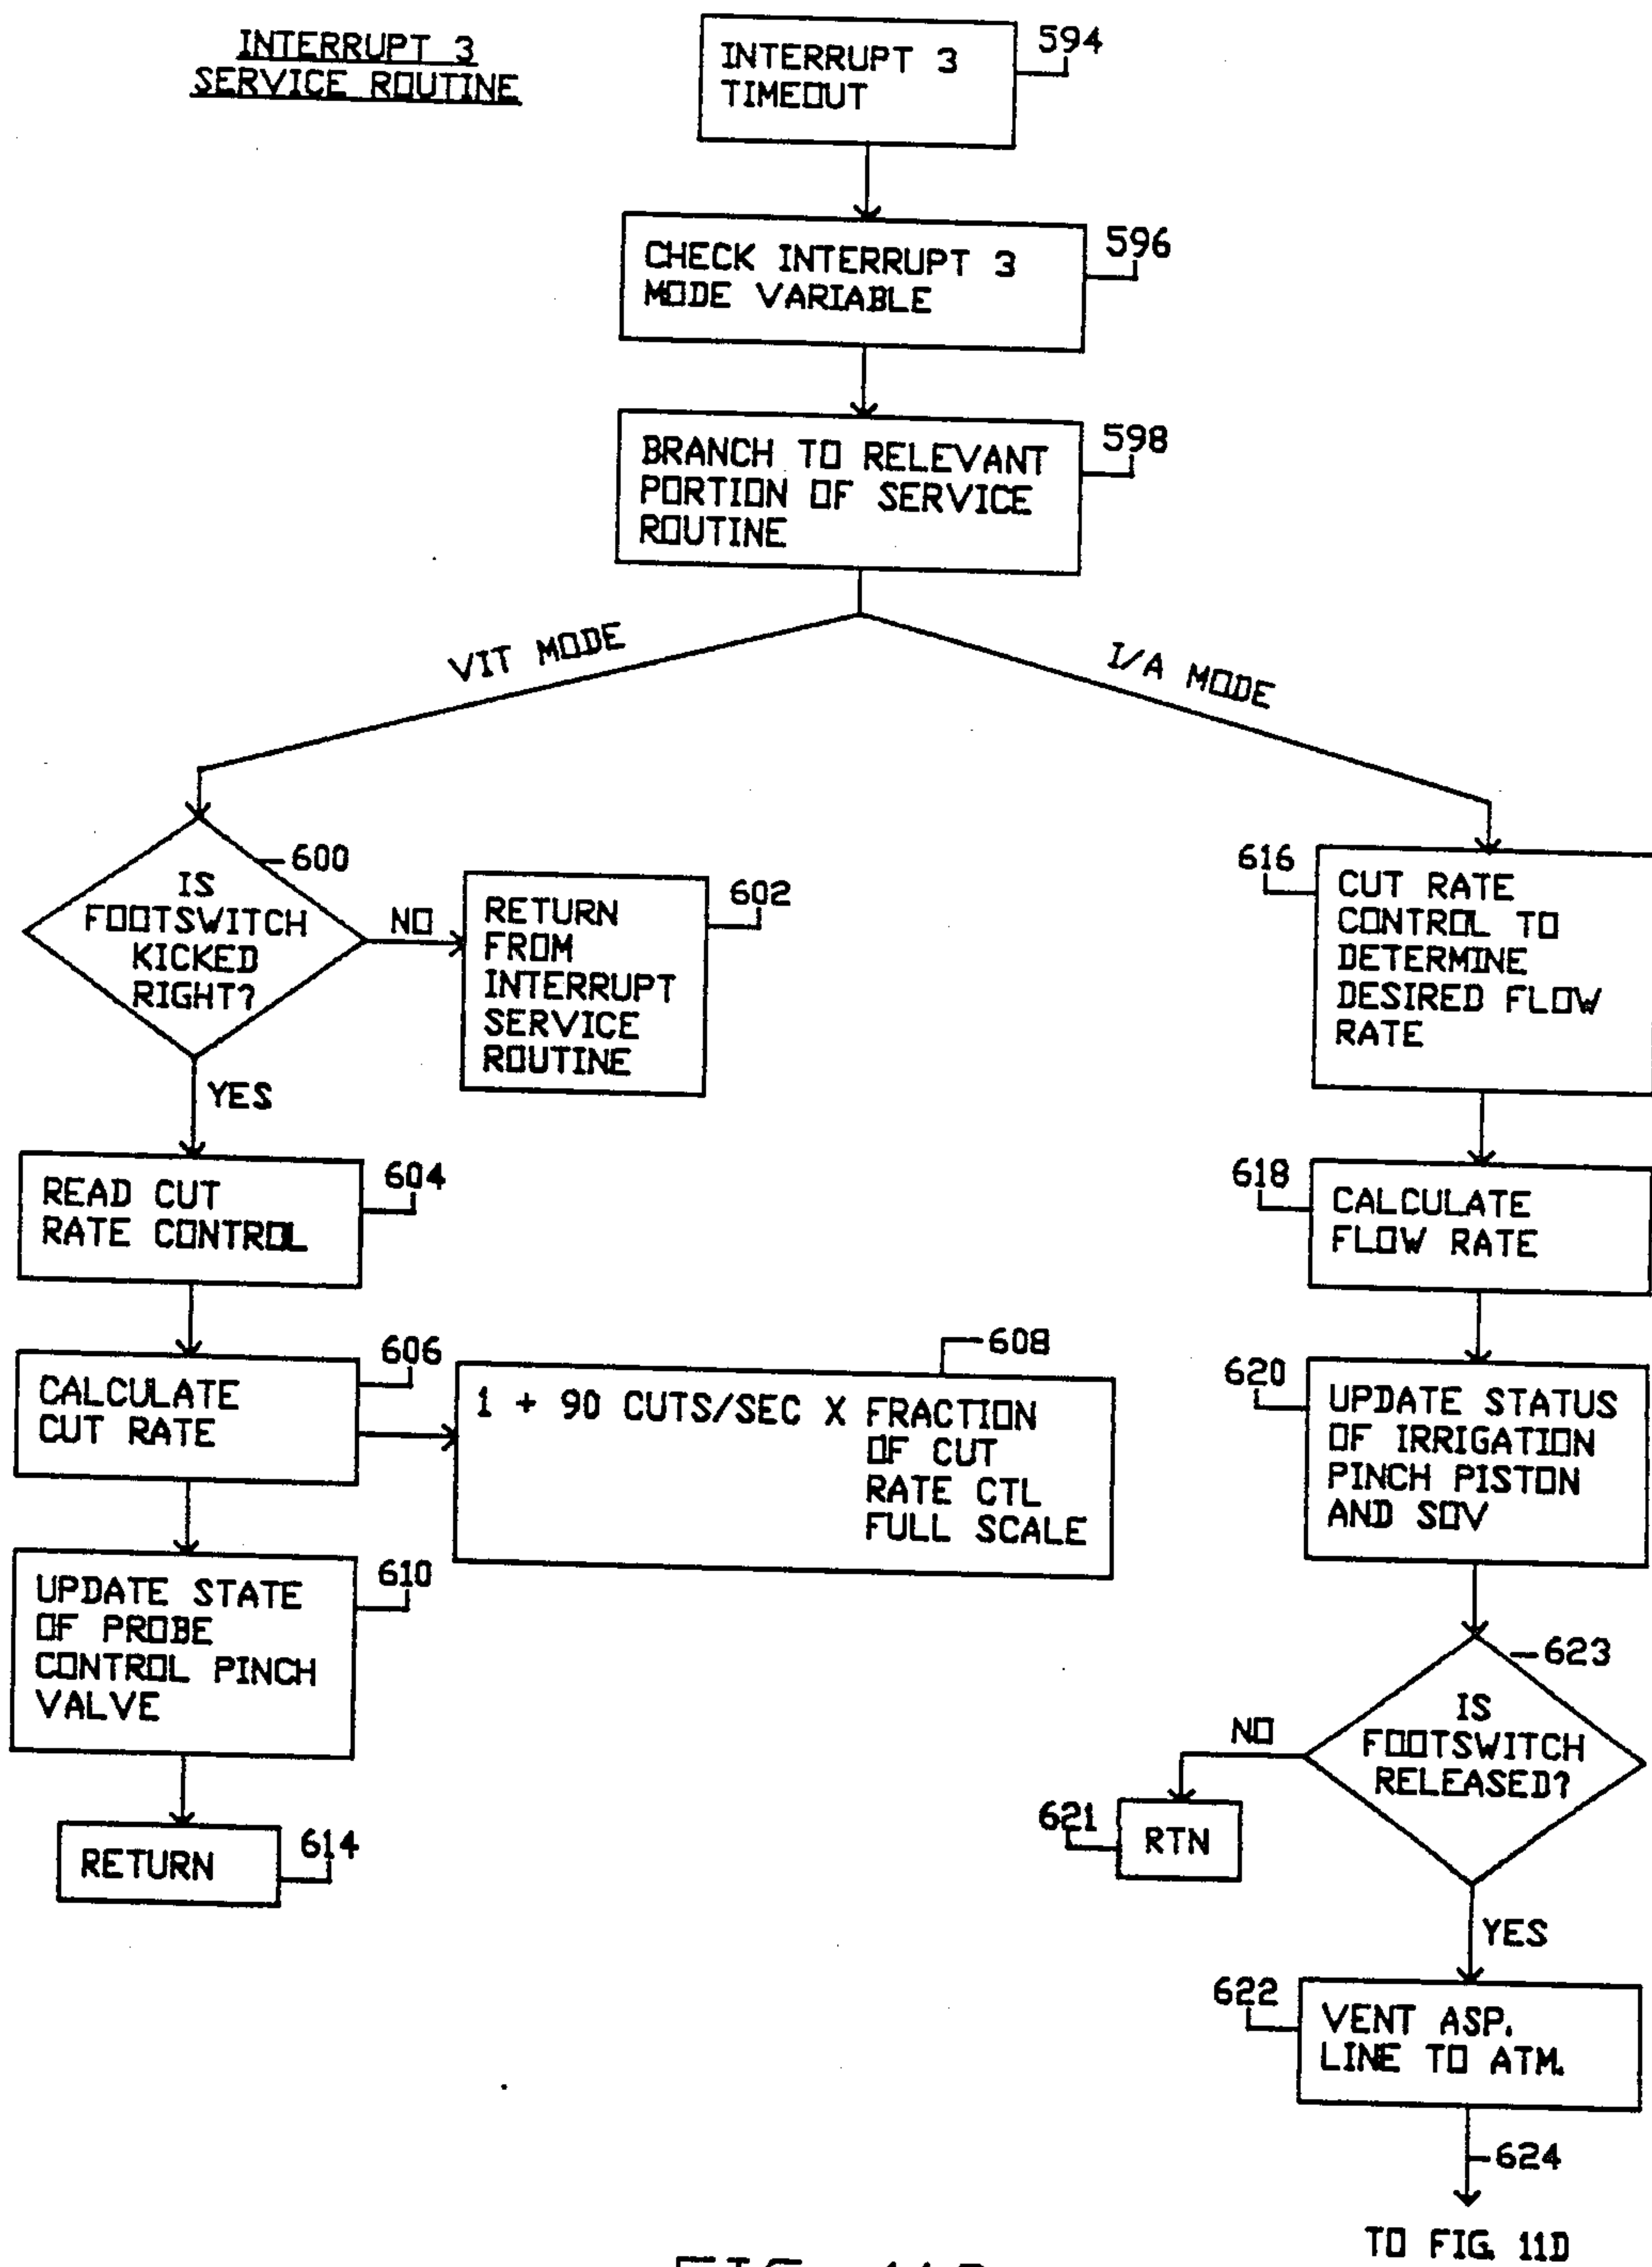 INTERRUPT 3
SERVICE ROUTINE
INTERRUPT 3
TIMEOUT
594
CHECK INTERRUPT 3
MODE VARIABLE
596
BRANCH TO RELEVANT
PORTION OF SERVICE
ROUTINE
598
VIT MODE
I/A MODE
600
IS
FOOTSWITCH
KICKED
RIGHT?
NO
YES
602
RETURN
FROM
INTERRUPT
SERVICE
ROUTINE
604
READ CUT
RATE CONTROL
606
CALCULATE
CUT RATE
608
1 + 90 CUTS/SEC X FRACTION
OF CUT
RATE CTL
FULL SCALE
610
UPDATE STATE
OF PROBE
CONTROL PINCH
VALVE
614
RETURN
616
CUT RATE
CONTROL TO
DETERMINE
DESIRED FLOW
RATE
618
CALCULATE
FLOW RATE
620
UPDATE STATUS
OF IRRIGATION
PINCH PISTON
AND SOV
623
IS
FOOTSWITCH
RELEASED?
NO
621
RTN
YES
622
VENT ASP.
LINE TO ATM.
624
TO FIG. 11D